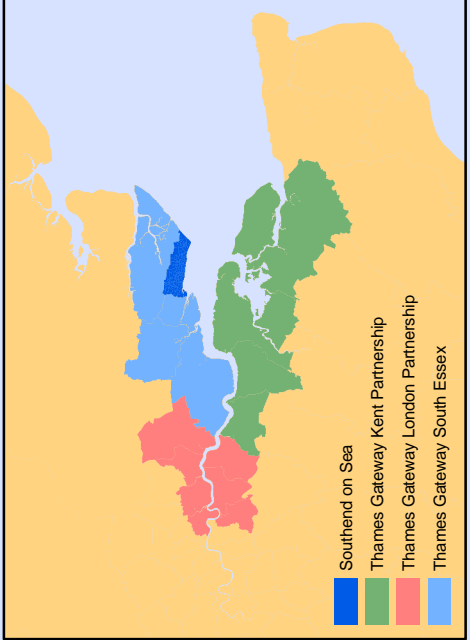 Southend on Sea
Thames Gateway Kent Partnership
Thames Gateway London Partnership
Thames Gateway South Essex